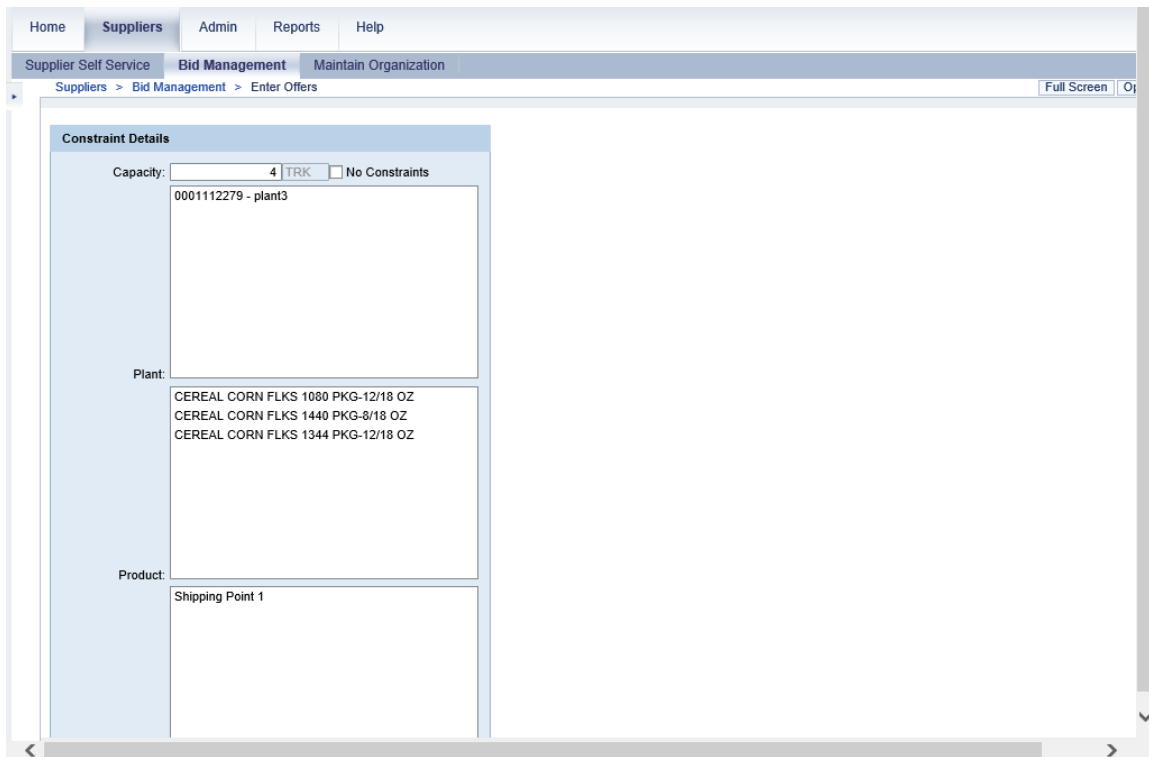 Home Suppliers Admin Reports Help
Supplier Self Service Bid Management Maintain Organization
Suppliers > Bid Management > Enter Offers Full Screen
Constraint Details
Capacity: 4 TRK No Constraints
0001112279 - plant3
Plant:
CEREAL CORN FLKS 1080 PKG-12/18 OZ
CEREAL CORN FLKS 1440 PKG-8/18 OZ
CEREAL CORN FLKS 1344 PKG-12/18 OZ
Product:
Shipping Point 1